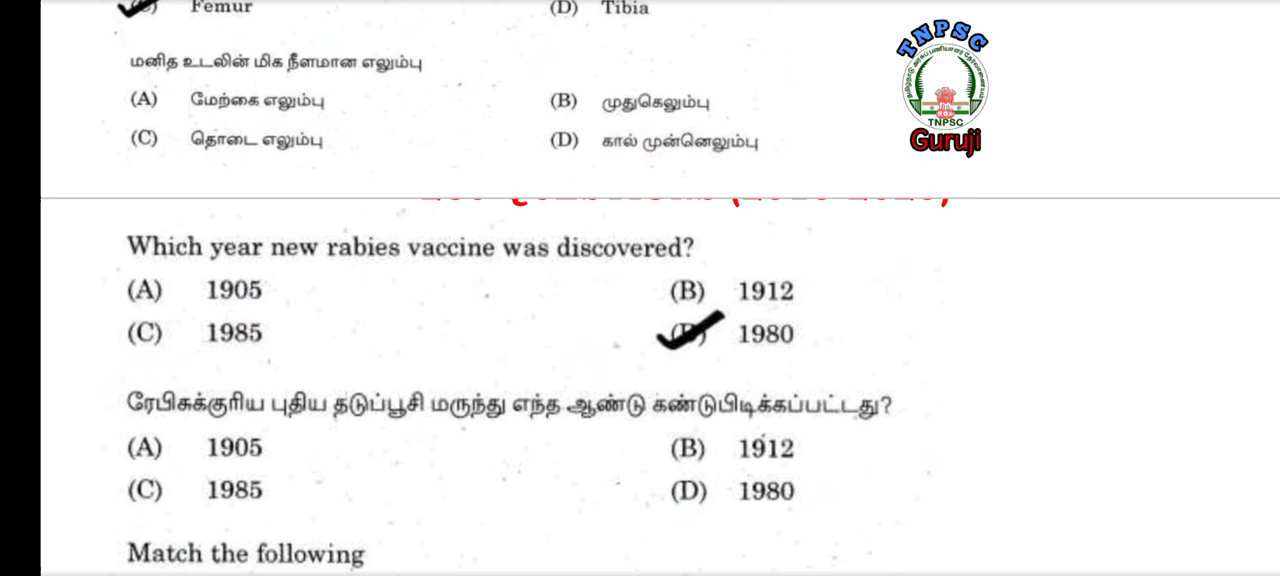 Femur (D) Tibia
மனித உடலின் மிக நீளமான எலும்பு
(A) மேற்கை எலும்பு (B) முதுகெலும்பு
(C) தொடை எலும்பு (D) கால் முன்னெலும்பு
TNPSC
TNPSC
Guruji
Which year new rabies vaccine was discovered?
(A) 1905 (B) 1912
(C) 1985 (D) 1980
ரேபிசுக்குரிய புதிய தடுப்பூசி மருந்து எந்த ஆண்டு கண்டுபிடிக்கப்பட்டது?
(A) 1905 (B) 1912
(C) 1985 (D) 1980
Match the following